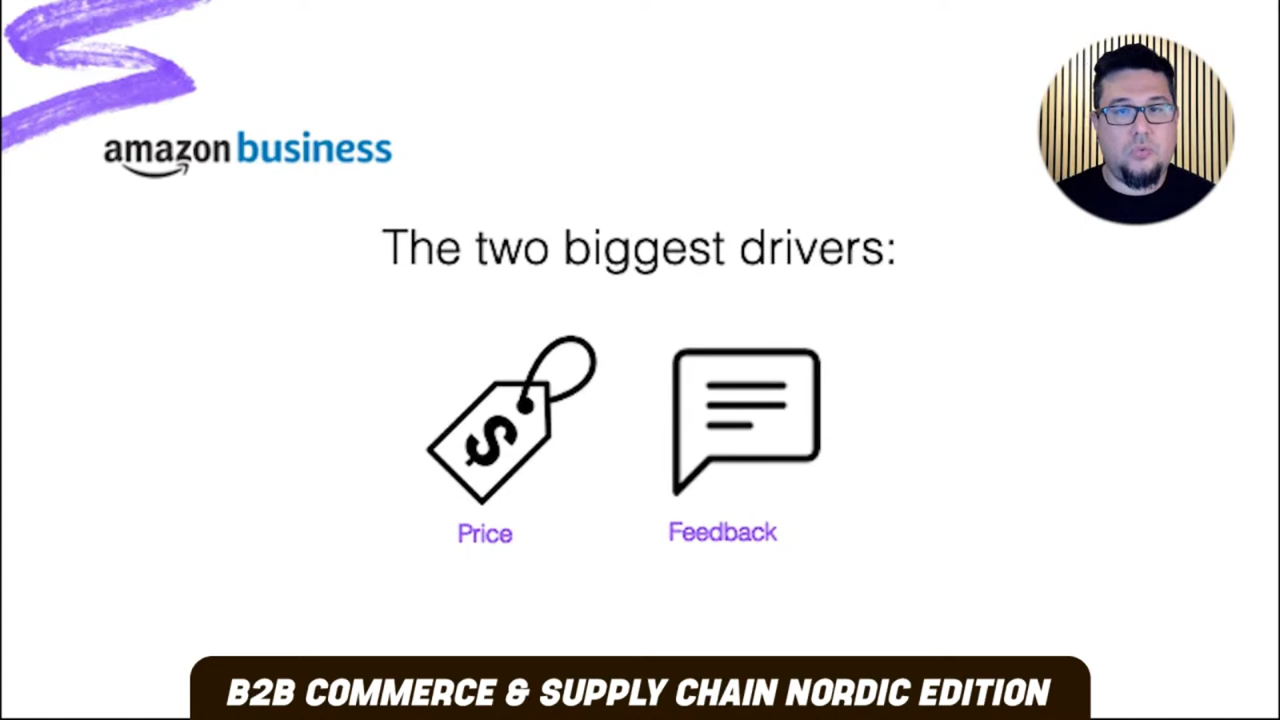 amazon business
The two biggest drivers:
$
Price
Feedback
B2B COMMERCE & SUPPLY CHAIN NORDIC EDITION